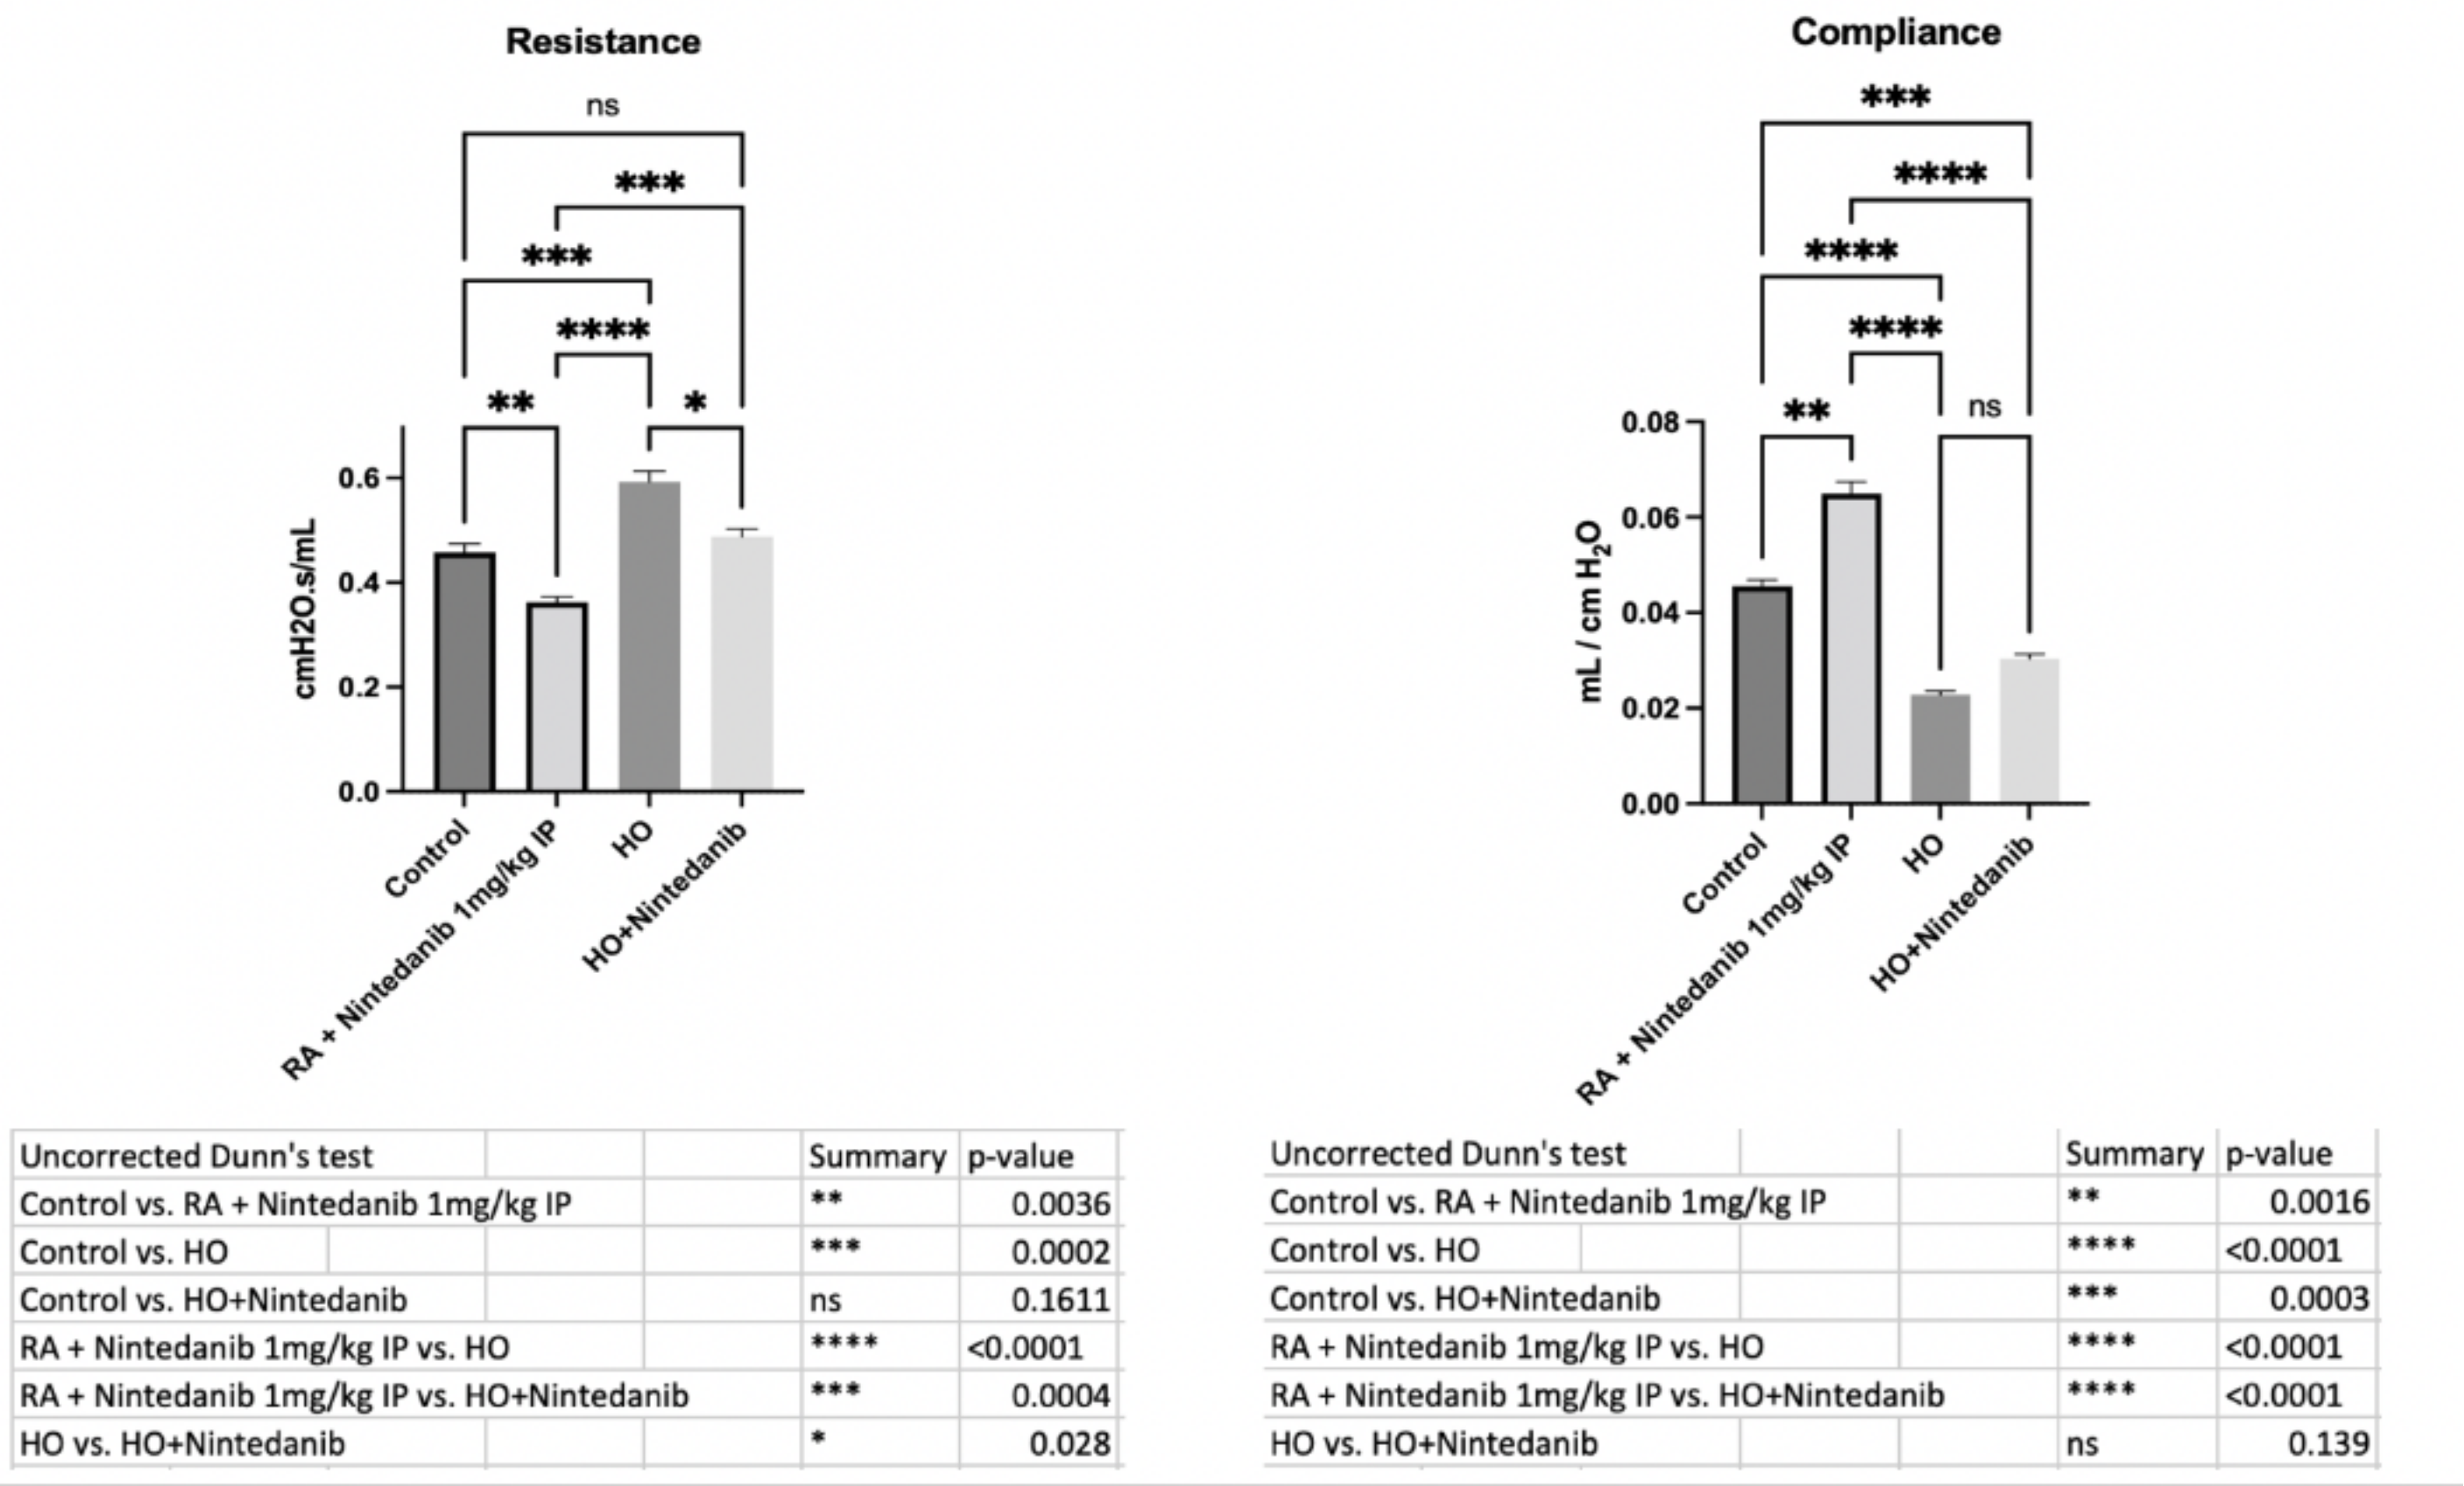 Resistance
ns
***
***
****
**
*
0.6
0.4
0.2
0.0
cmH2O.s/mL
Control
RA + Nintedanib 1mg/kg IP
HO
HO+Nintedanib
Compliance
***
****
****
****
**
ns
0.08
0.06
0.04
0.02
0.00
mL / cm H₂O
Control
RA + Nintedanib 1mg/kg IP
HO
HO+Nintedanib
Uncorrected Dunn's test Summary p-value
Control vs. RA + Nintedanib 1mg/kg IP ** 0.0036
Control vs. HO *** 0.0002
Control vs. HO+Nintedanib ns 0.1611
RA + Nintedanib 1mg/kg IP vs. HO **** <0.0001
RA + Nintedanib 1mg/kg IP vs. HO+Nintedanib *** 0.0004
HO vs. HO+Nintedanib * 0.028
Uncorrected Dunn's test Summary p-value
Control vs. RA + Nintedanib 1mg/kg IP ** 0.0016
Control vs. HO **** <0.0001
Control vs. HO+Nintedanib *** 0.0003
RA + Nintedanib 1mg/kg IP vs. HO **** <0.0001
RA + Nintedanib 1mg/kg IP vs. HO+Nintedanib **** <0.0001
HO vs. HO+Nintedanib ns 0.139